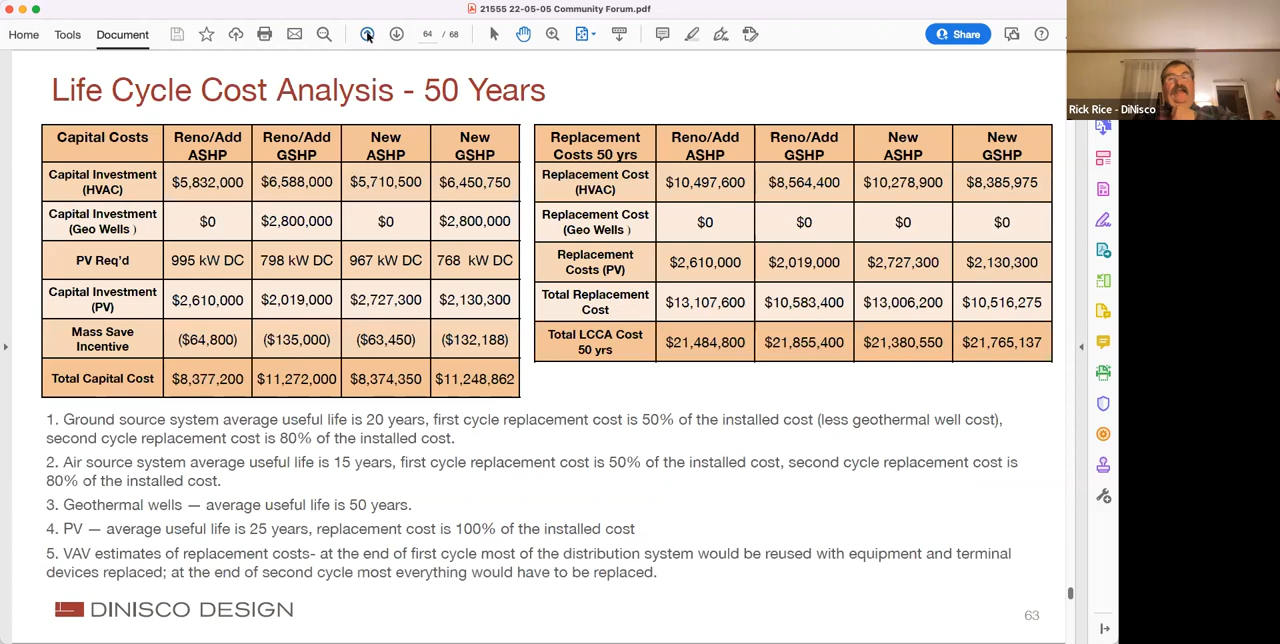 21555 22-05-05 Community Forum.pdf
Home Tools Document 64 / 68 Share
Rick Rice - DiNisco
Life Cycle Cost Analysis - 50 Years
Capital Costs Reno/Add ASHP Reno/Add GSHP New ASHP New GSHP
Capital Investment (HVAC) $5,832,000 $6,588,000 $5,710,500 $6,450,750
Capital Investment (Geo Wells ) $0 $2,800,000 $0 $2,800,000
PV Req'd 995 kW DC 798 kW DC 967 kW DC 768 kW DC
Capital Investment (PV) $2,610,000 $2,019,000 $2,727,300 $2,130,300
Mass Save Incentive ($64,800) ($135,000) ($63,450) ($132,188)
Total Capital Cost $8,377,200 $11,272,000 $8,374,350 $11,248,862
Replacement Costs 50 yrs Reno/Add ASHP Reno/Add GSHP New ASHP New GSHP
Replacement Cost (HVAC) $10,497,600 $8,564,400 $10,278,900 $8,385,975
Replacement Cost (Geo Wells ) $0 $0 $0 $0
Replacement Costs (PV) $2,610,000 $2,019,000 $2,727,300 $2,130,300
Total Replacement Cost $13,107,600 $10,583,400 $13,006,200 $10,516,275
Total LCCA Cost 50 yrs $21,484,800 $21,855,400 $21,380,550 $21,765,137
1. Ground source system average useful life is 20 years, first cycle replacement cost is 50% of the installed cost (less geothermal well cost),
second cycle replacement cost is 80% of the installed cost.
2. Air source system average useful life is 15 years, first cycle replacement cost is 50% of the installed cost, second cycle replacement cost is
80% of the installed cost.
3. Geothermal wells — average useful life is 50 years.
4. PV — average useful life is 25 years, replacement cost is 100% of the installed cost
5. VAV estimates of replacement costs- at the end of first cycle most of the distribution system would be reused with equipment and terminal
devices replaced; at the end of second cycle most everything would have to be replaced.
DINISCO DESIGN
63